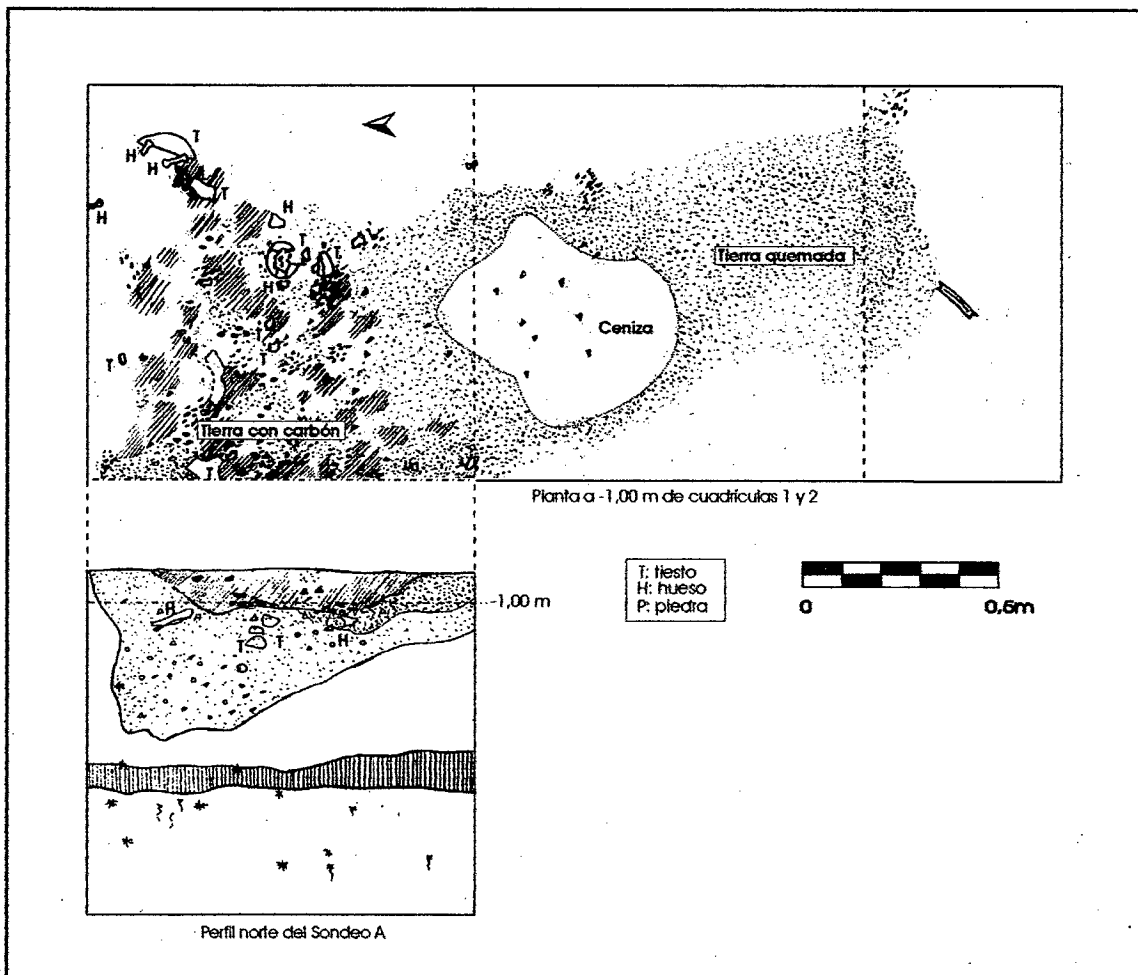 T
H
H
T
H
H
T
T
H
Tierra quemada
Ceniza
T
T
T
Tierra con carbón
T
Planta a -1,00 m de cuadrículas 1 y 2
H
T
T
H
-1,00 m
T: tiesto
H: hueso
P: piedra
0
0,5m
Perfil norte del Sondeo A